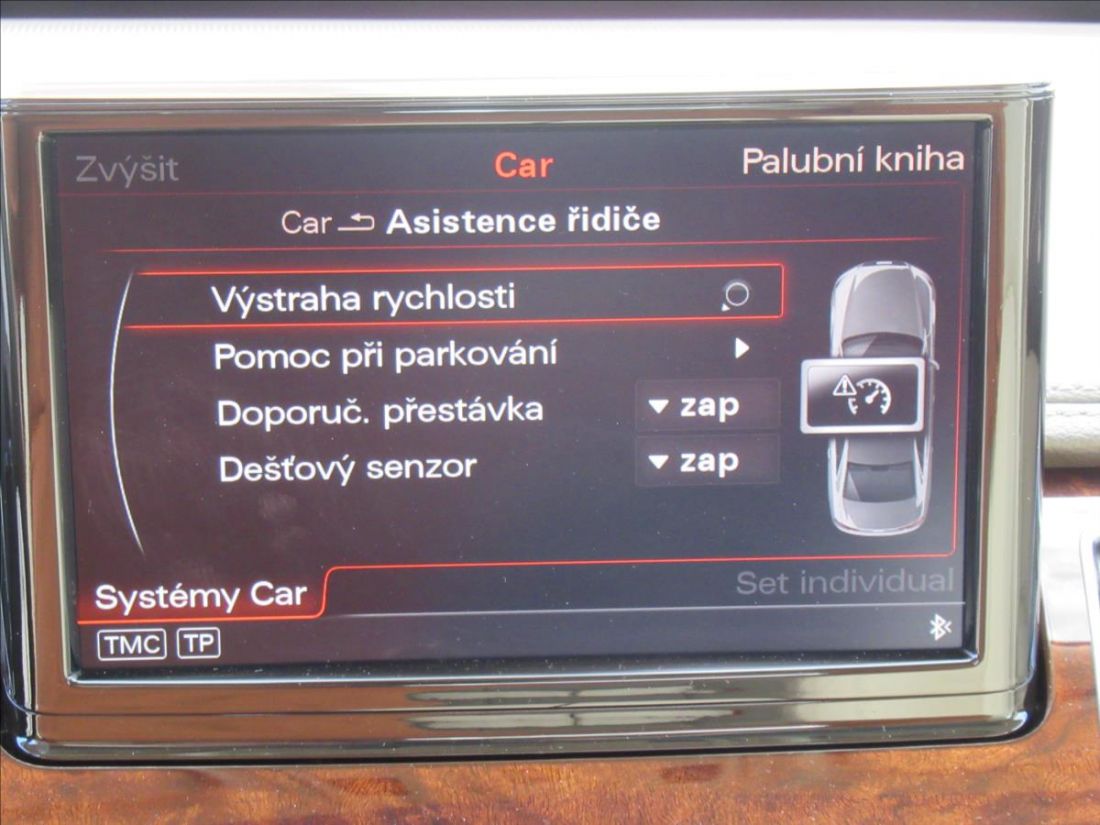 Zvýšit Car Palubní kniha
Car Asistence řidiče
Výstraha rychlosti
Pomoc při parkování
Doporuč. přestávka zap
Dešťový senzor zap
Systémy Car Set individual
TMC TP